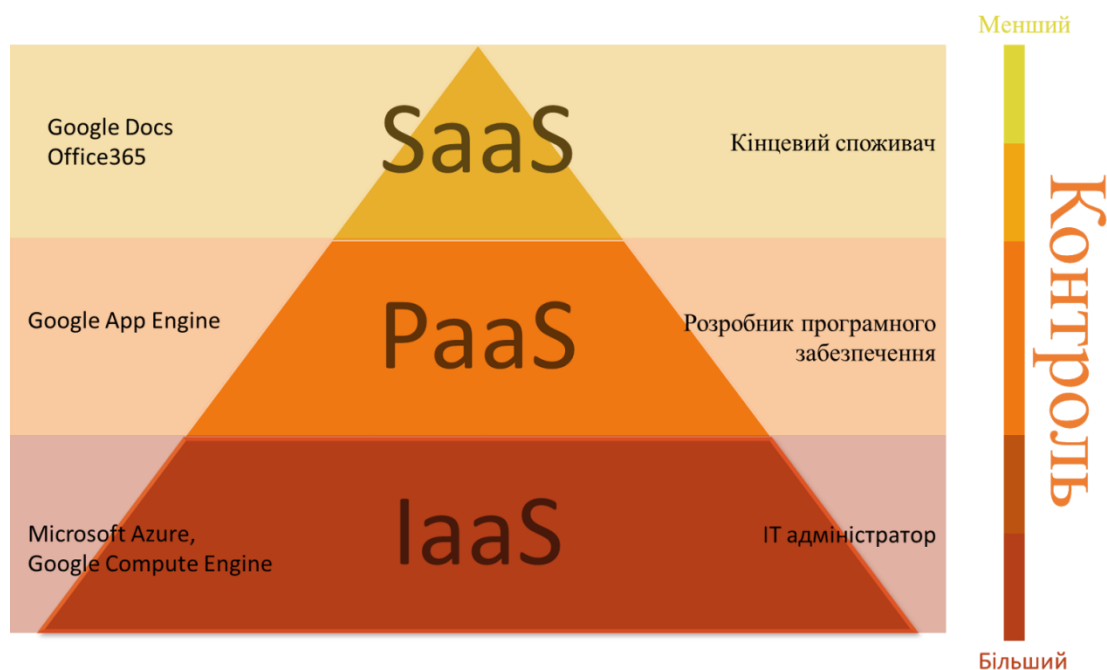 Менший
Google Docs
Office365
SaaS
Кінцевий споживач
Google App Engine
PaaS
Розробник програмного
забезпечення
Microsoft Azure,
Google Compute Engine
IaaS
ІТ адміністратор
Контроль
Більший